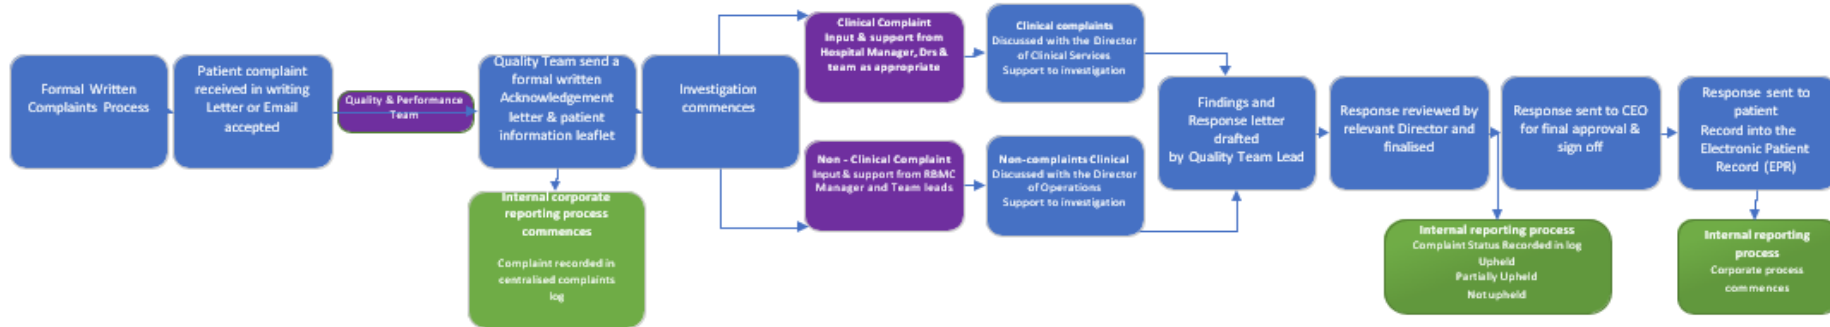 Formal Written
Complaints Process
Patient complaint
received in writing
Letter or Email
accepted
Quality & Performance
Team
Quality Team send a
formal written
Acknowledgement
letter & patient
information leaflet
Internal corporate
reporting process
commences
Complaint recorded in
centralised complaints
log
Investigation
commences
Clinical Complaint
Input & support from
Hospital Manager, Drs &
team as appropriate
Clinical complaints
Discussed with the Director
of Clinical Services
Support to investigation
Non - Clinical Complaint
Input & support from RBMC
Manager and Team leads
Non-complaints Clinical
Discussed with the Director
of Operations
Support to investigation
Findings and
Response letter
drafted
by Quality Team Lead
Response reviewed by
relevant Director and
finalised
Internal reporting process
Complaint Status Recorded in log
Upheld
Partially Upheld
Not upheld
Response sent to CEO
for final approval &
sign off
Response sent to
patient
Record into the
Electronic Patient
Record (EPR)
Internal reporting
process
Corporate process
commences